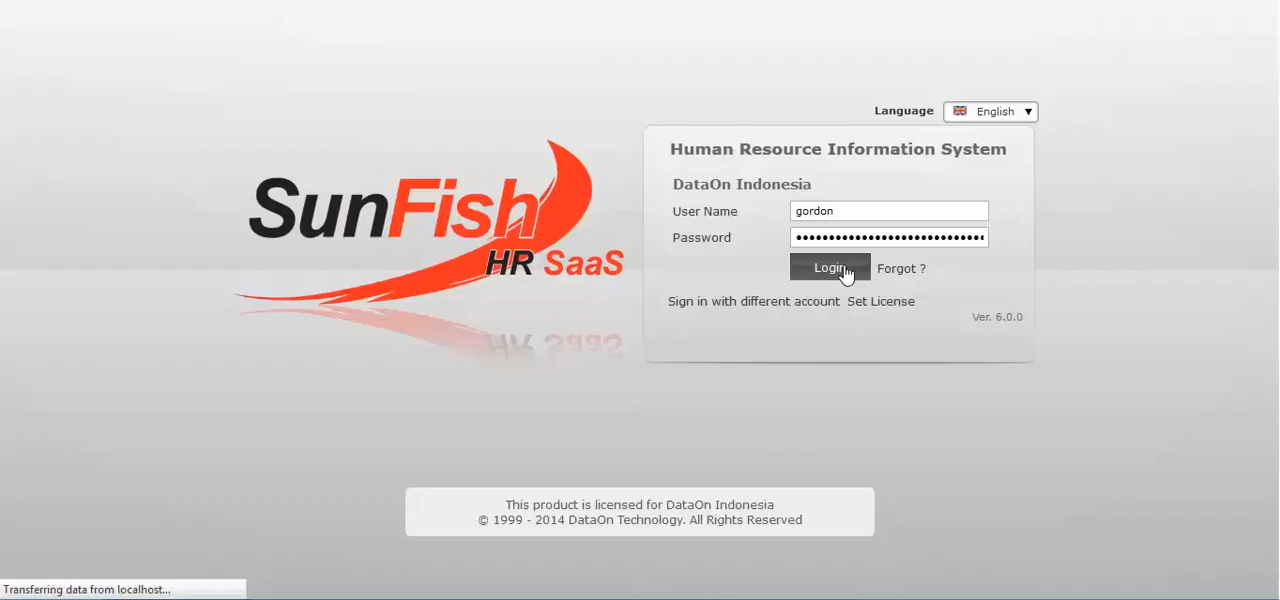 Language English
Human Resource Information System
SunFish
HR SaaS
DataOn Indonesia
User Name gordon
Password ••••••••••••••••••••••••••••••
Login Forgot ?
Sign in with different account Set License
Ver. 6.0.0
This product is licensed for DataOn Indonesia
© 1999 - 2014 DataOn Technology. All Rights Reserved
Transferring data from localhost...